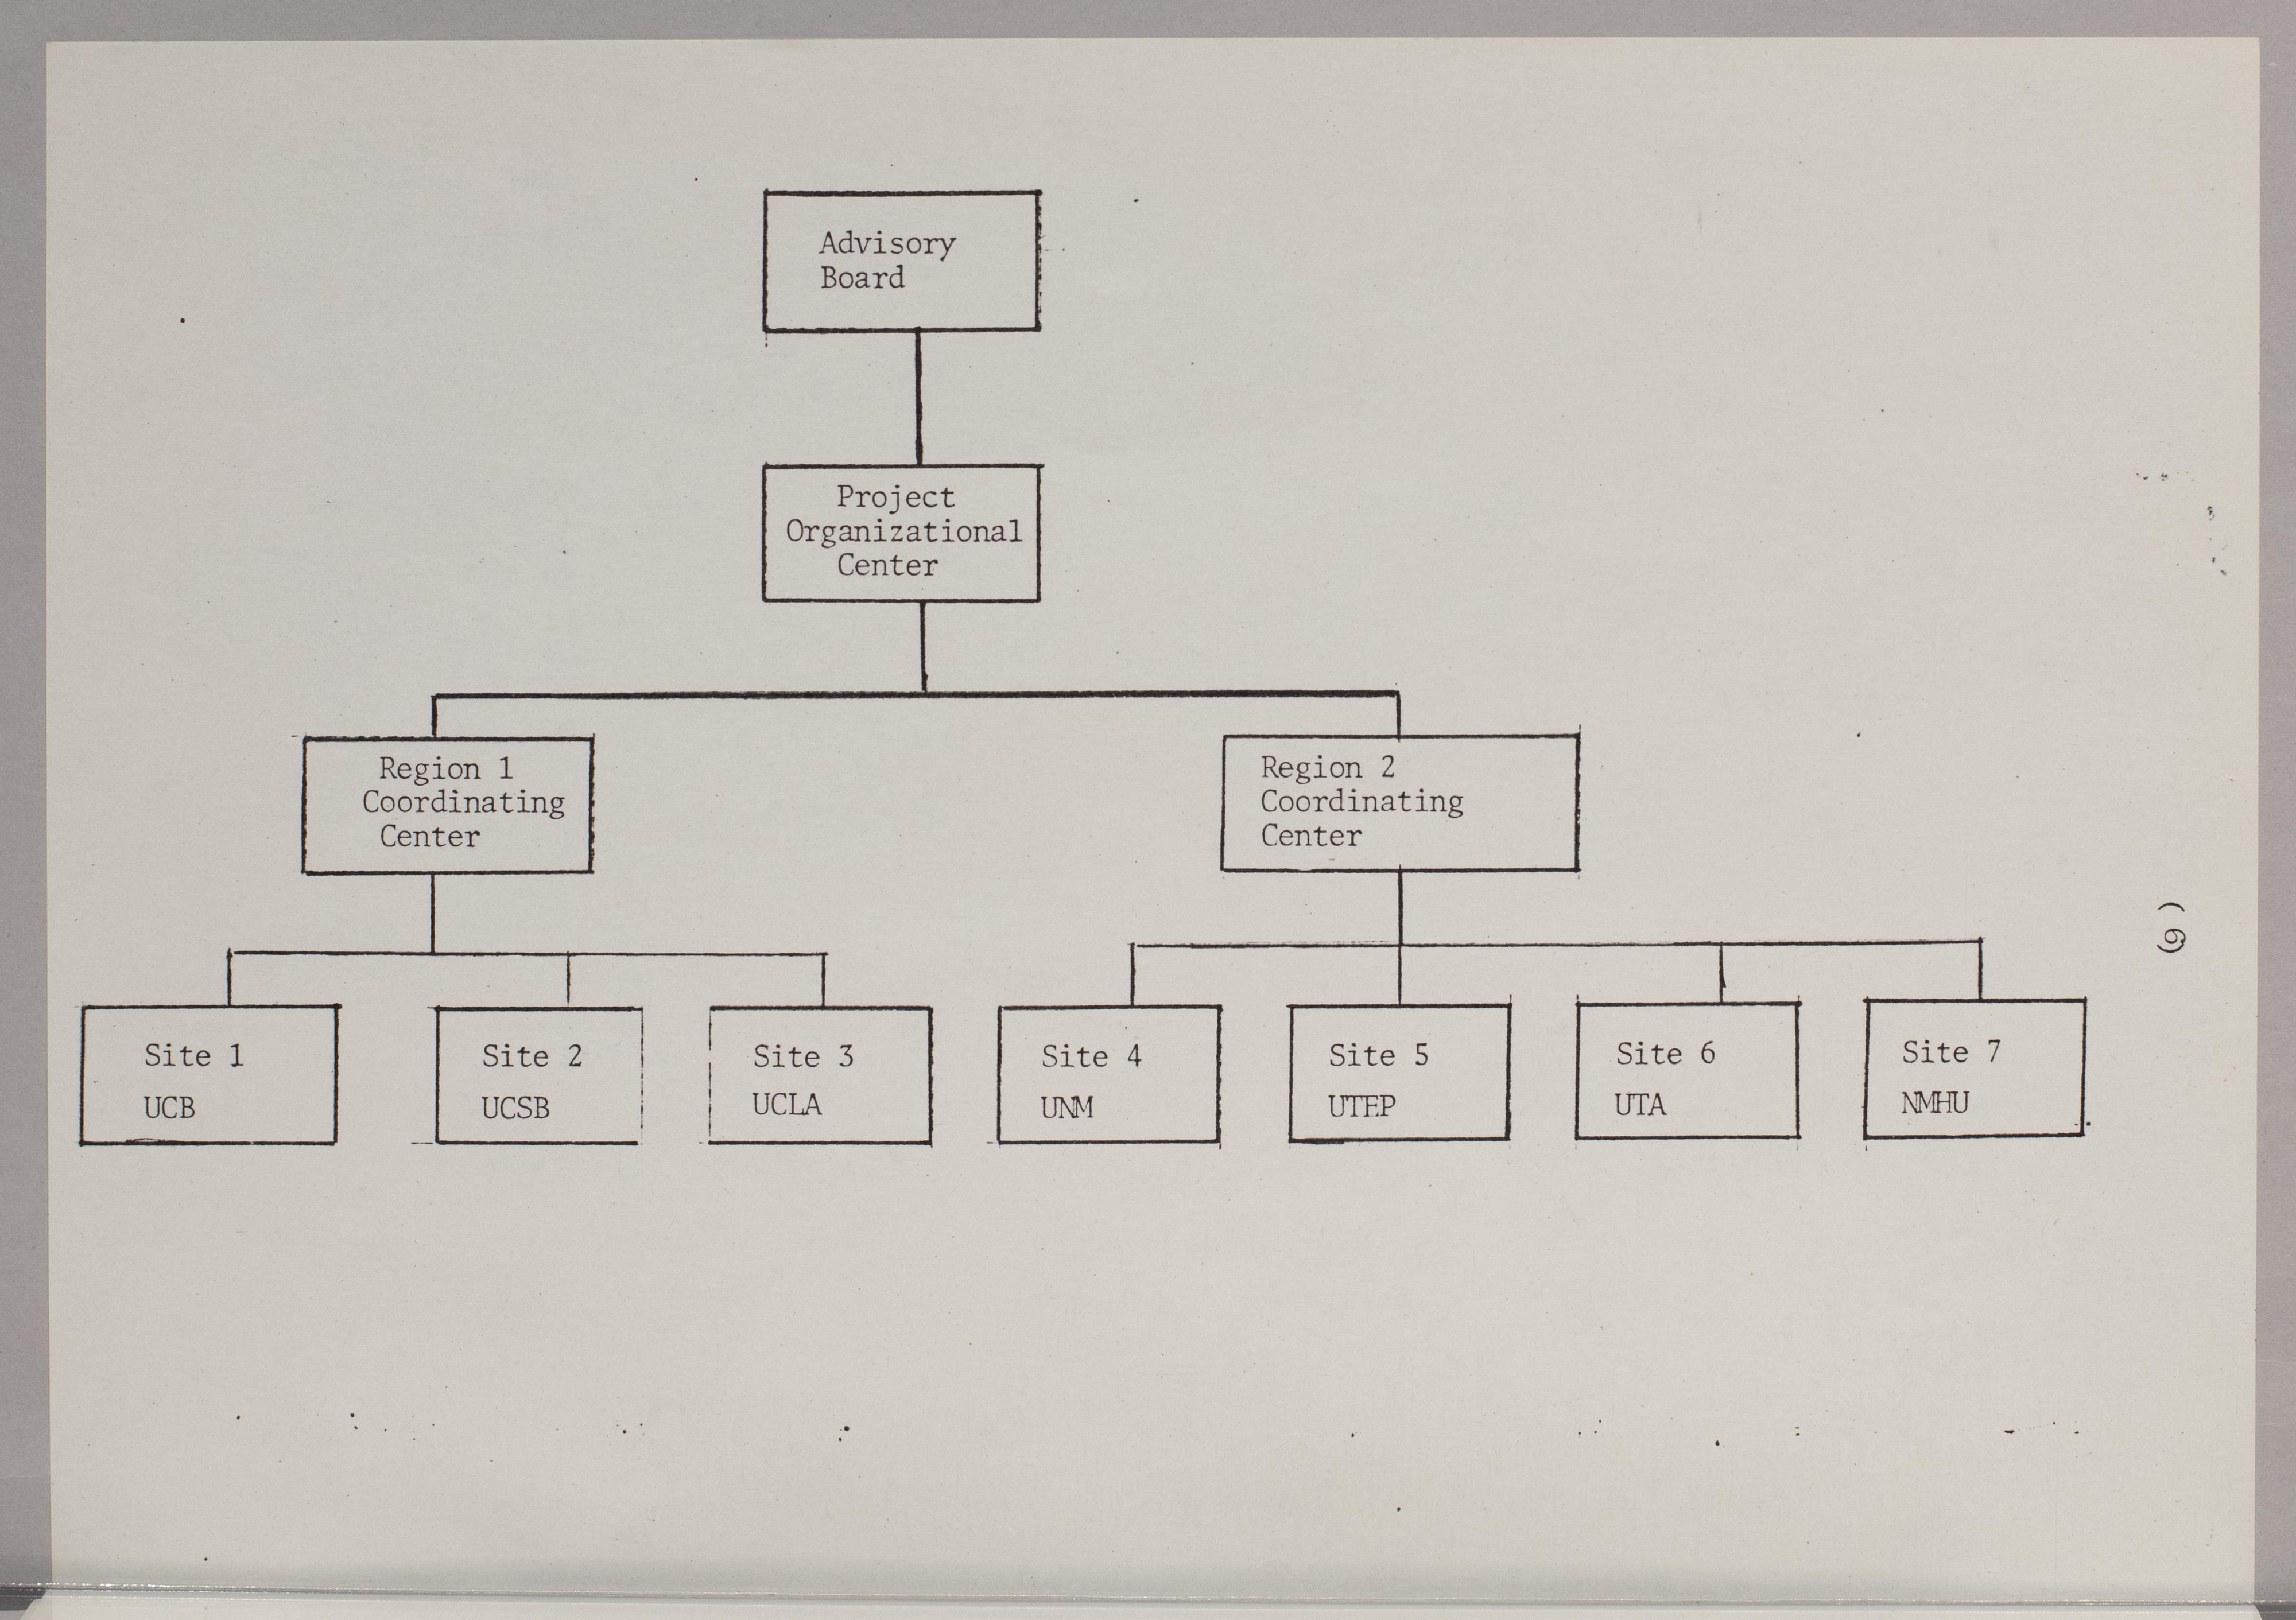 Advisory
Board
Project
Organizational
Center
Region 1
Coordinating
Center
Region 2
Coordinating
Center
Site 1
UCB
Site 2
UCSB
Site 3
UCLA
Site 4
UNM
Site 5
UTEP
Site 6
UTA
Site 7
NMHU
(6)